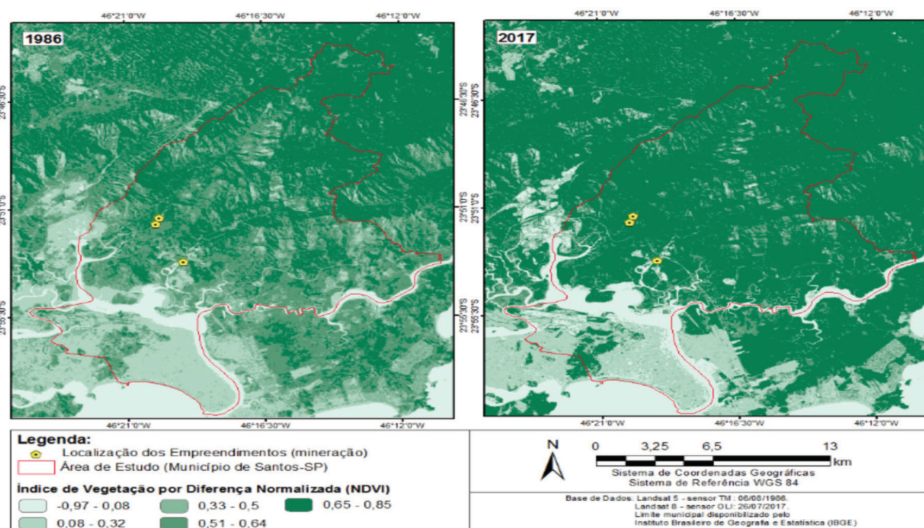 46°21'0"W 46°16'30"W 46°12'0"W
46°21'0"W 46°16'30"W 46°12'0"W
1986
2017
23°46'30"S
23°51'0"S
23°55'30"S
23°46'30"S
23°51'0"S
23°55'30"S
46°21'0"W 46°16'30"W 46°12'0"W
46°21'0"W 46°16'30"W 46°12'0"W
Legenda:
Localização dos Empreendimentos (mineração)
Área de Estudo (Município de Santos-SP)
Índice de Vegetação por Diferença Normalizada (NDVI)
-0,97 - 0,08 0,33 - 0,5 0,65 - 0,85
0,08 - 0,32 0,51 - 0,64
N
0 3,25 6,5 13
km
Sistema de Coordenadas Geográficas
Sistema de Referência WGS 84
Base de Dados: Landsat 5 - sensor TM : 06/08/1986.
Landsat 8 - sensor OLI: 26/07/2017.
Limite municipal disponibilizado pelo
Instituto Brasileiro de Geografia e Estatística (IBGE)